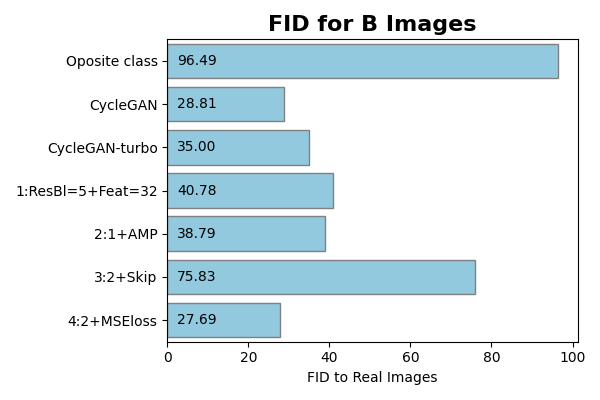 FID for B Images
Oposite class 96.49
CycleGAN 28.81
CycleGAN-turbo 35.00
1:ResBl=5+Feat=32 40.78
2:1+AMP 38.79
3:2+Skip 75.83
4:2+MSEloss 27.69
0 20 40 60 80 100
FID to Real Images